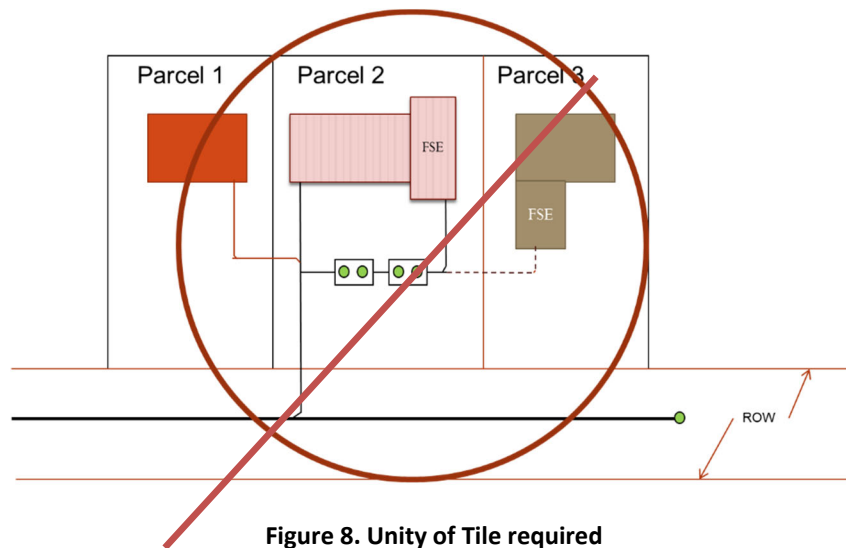 Parcel 1
Parcel 2
Parcel 3
FSE
FSE
ROW
Figure 8. Unity of Tile required